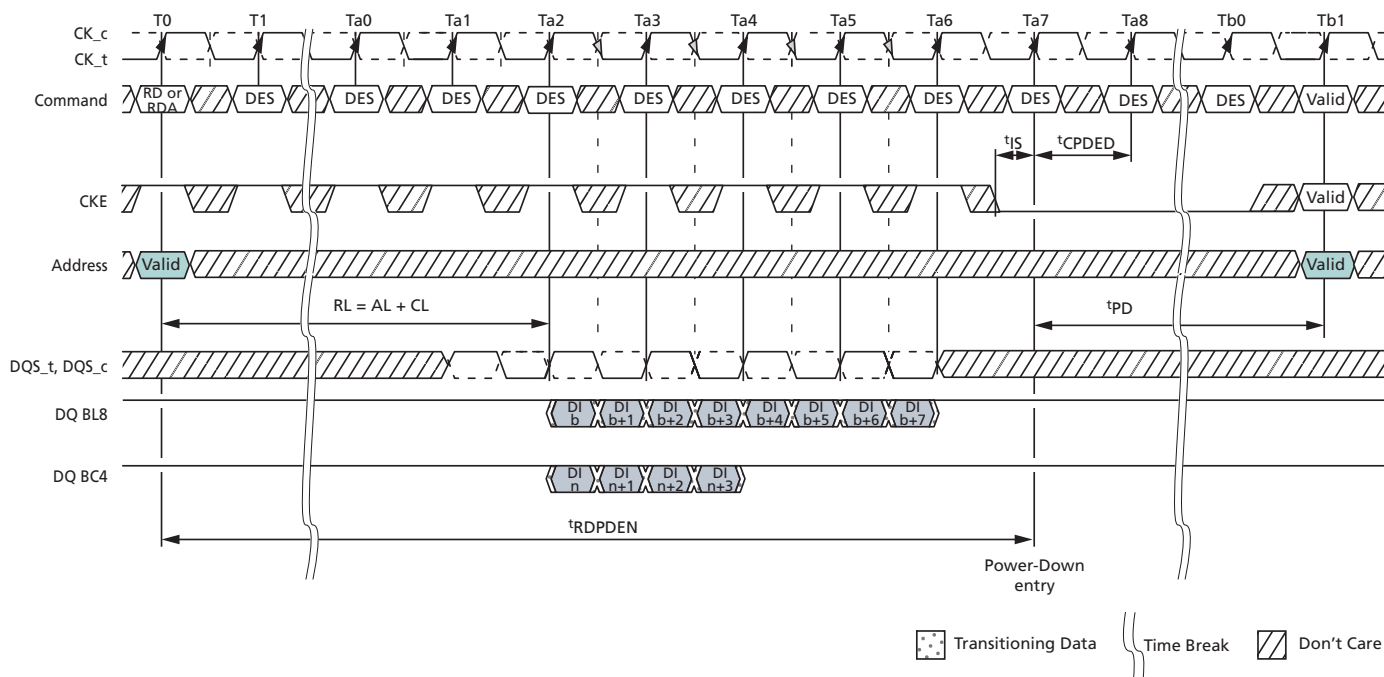 T0 T1 Ta0 Ta1 Ta2 Ta3 Ta4 Ta5 Ta6 Ta7 Ta8 Tb0 Tb1
CK_c
CK_t
Command RD or RDA DES DES DES DES DES DES DES DES DES DES DES Valid
tIS tCPDED
CKE Valid
Address Valid Valid
RL = AL + CL tPD
DQS_t, DQS_c
DQ BL8 DI b DI b+1 DI b+2 DI b+3 DI b+4 DI b+5 DI b+6 DI b+7
DQ BC4 DI n DI n+1 DI n+2 DI n+3
tRDPDEN
Power-Down
entry
Transitioning Data Time Break Don't Care